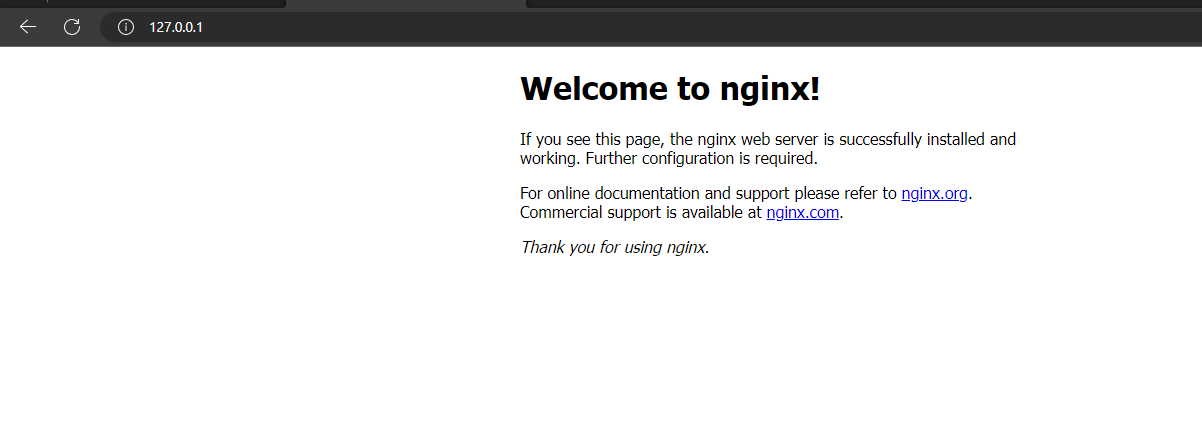 127.0.0.1
Welcome to nginx!
If you see this page, the nginx web server is successfully installed and
working. Further configuration is required.
For online documentation and support please refer to nginx.org.
Commercial support is available at nginx.com.
Thank you for using nginx.